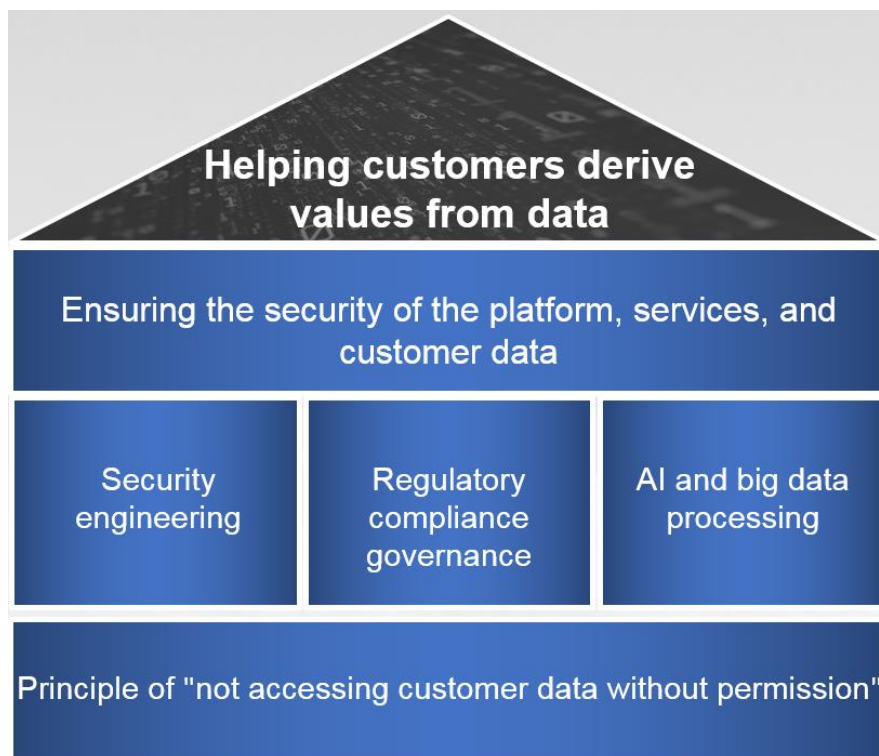 Helping customers derive
values from data
Ensuring the security of the platform, services, and
customer data
Security
engineering
Regulatory
compliance
governance
AI and big data
processing
Principle of "not accessing customer data without permission"